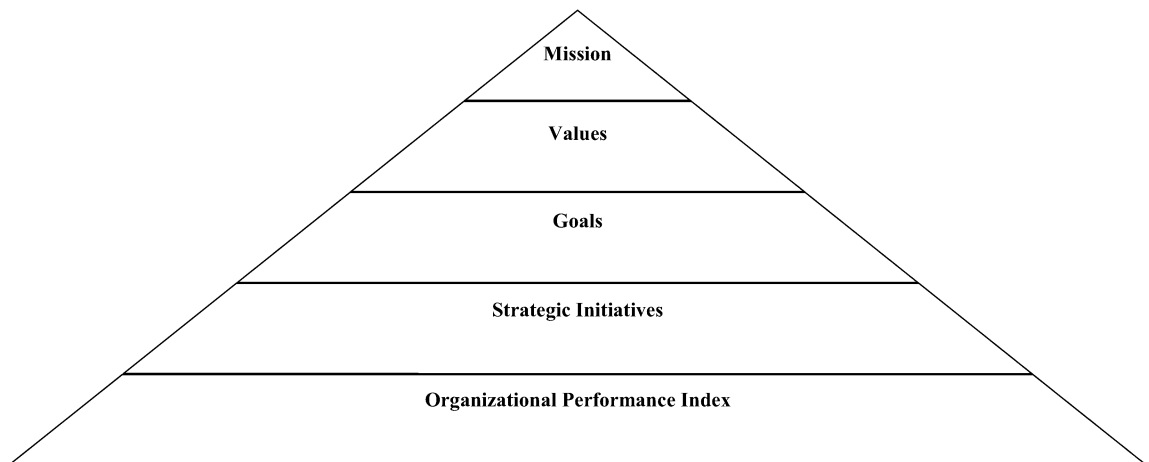 Mission
Values
Goals
Strategic Initiatives
Organizational Performance Index